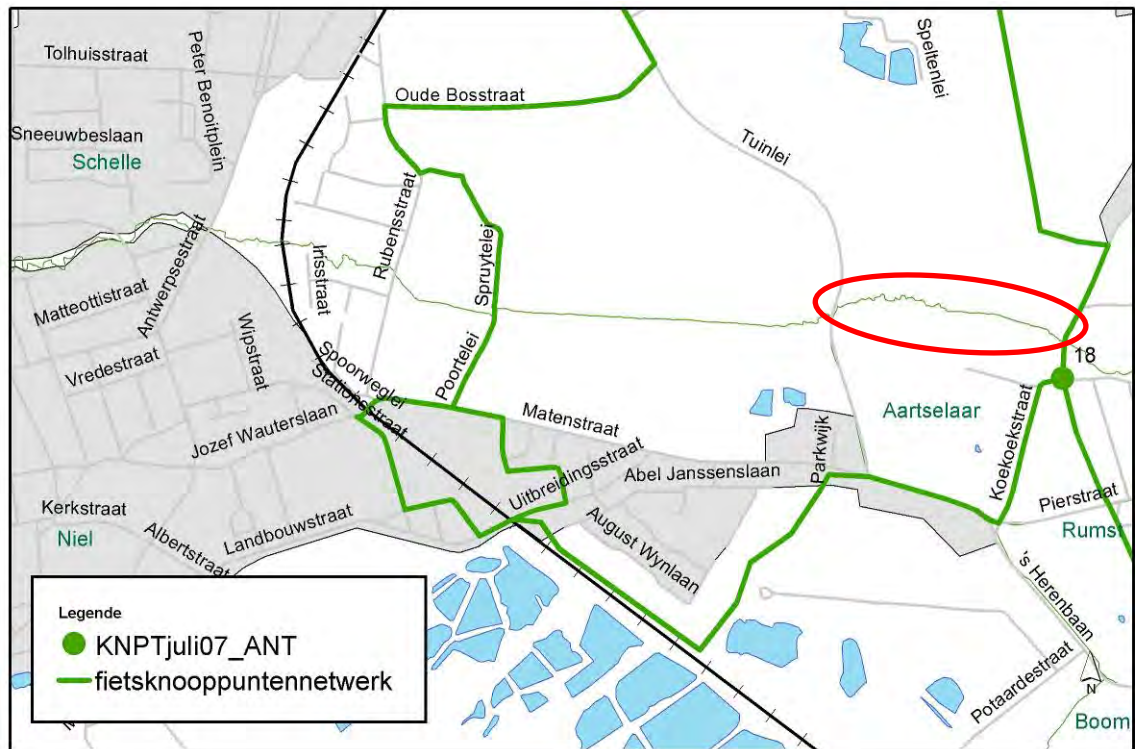 Tolhuisstraat
Peter Benoitplein
Speltenlei
Oude Bosstraat
Sneeuwbeslaan
Schelle
Tuinlei
Rubensstraat
Irisstraat
Spruytelei
Antwerpsestraat
Matteottistraat
Wipstraat
Vredestraat
Spoorweglei
Stationsstraat
Poortelei
18
Jozef Wauterslaan
Matenstraat
Aartselaar
Koekoekstraat
Parkwijk
Uitbreidingsstraat
Abel Janssenslaan
Pierstraat
Kerkstraat
Albertstraat
Landbouwstraat
August Wynlaan
Niel
Rumst
's Herenbaan
Potaardestraat
N
Boom
Legende
KNPTjuli07_ANT
fietsknooppuntennetwerk